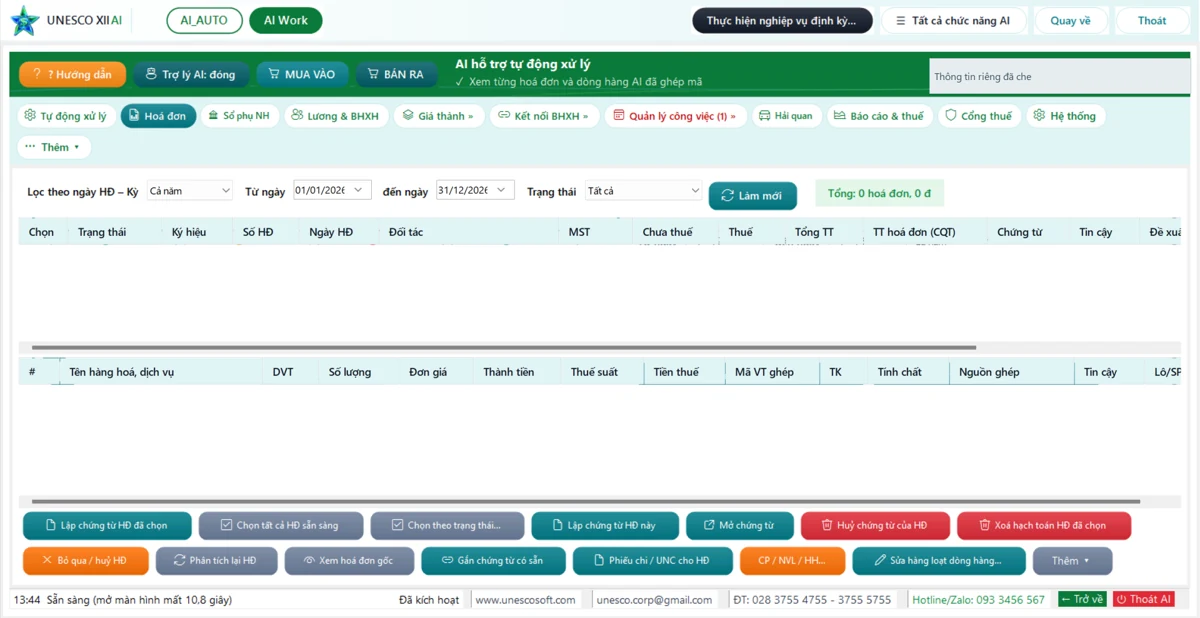 UNESCO XII AI AI_AUTO AI Work Thực hiện nghiệp vụ định kỳ... ☰ Tất cả chức năng AI Quay về Thoát
? ? Hướng dẫn Trợ lý AI: đóng MUA VÀO BÁN RA
AI hỗ trợ tự động xử lý
✓ Xem từng hoá đơn và dòng hàng AI đã ghép mã
Thông tin riêng đã che
Tự động xử lý Hoá đơn Sổ phụ NH Lương & BHXH Giá thành » Kết nối BHXH » Quản lý công việc (1) » Hải quan Báo cáo & thuế Cổng thuế Hệ thống
··· Thêm ▾
Lọc theo ngày HĐ – Kỳ Cả năm Từ ngày 01/01/2026 đến ngày 31/12/2026 Trạng thái Tất cả Làm mới Tổng: 0 hoá đơn, 0 đ
Chọn Trạng thái Ký hiệu Số HĐ Ngày HĐ Đối tác MST Chưa thuế Thuế Tổng TT TT hoá đơn (CQT) Chứng từ Tin cậy Đề xuấ
# Tên hàng hoá, dịch vụ DVT Số lượng Đơn giá Thành tiền Thuế suất Tiền thuế Mã VT ghép TK Tính chất Nguồn ghép Tin cậy Lô/SP
Lập chứng từ HĐ đã chọn Chọn tất cả HĐ sẵn sàng Chọn theo trạng thái... Lập chứng từ HĐ này Mở chứng từ Huỷ chứng từ của HĐ Xoá hạch toán HĐ đã chọn
Bỏ qua / huỷ HĐ Phân tích lại HĐ Xem hoá đơn gốc Gắn chứng từ có sẵn Phiếu chi / UNC cho HĐ CP / NVL / HH... Sửa hàng loạt dòng hàng... Thêm ▾
13:44 Sẵn sàng (mở màn hình mất 10,8 giây) Đã kích hoạt www.unescosoft.com unesco.corp@gmail.com ĐT: 028 3755 4755 - 3755 5755 Hotline/Zalo: 093 3456 567 ← Trở về Thoát AI